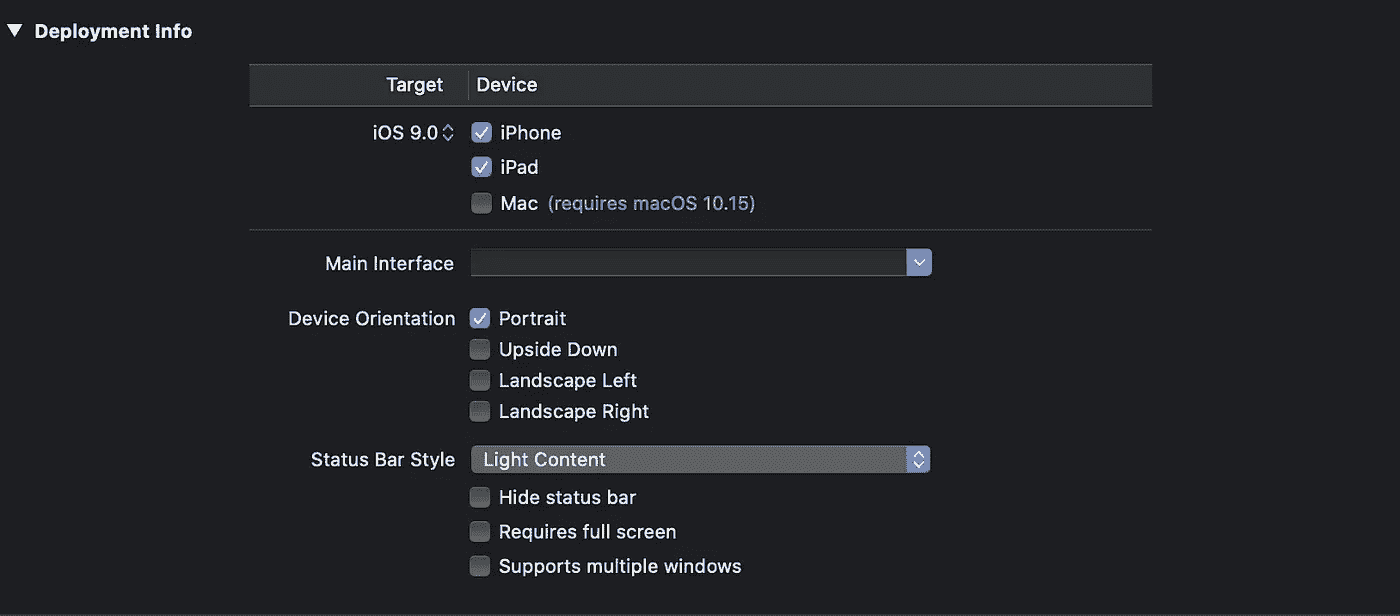 Deployment Info
Target Device
iOS 9.0 iPhone
iPad
Mac (requires macOS 10.15)
Main Interface
Device Orientation Portrait
Upside Down
Landscape Left
Landscape Right
Status Bar Style Light Content
Hide status bar
Requires full screen
Supports multiple windows